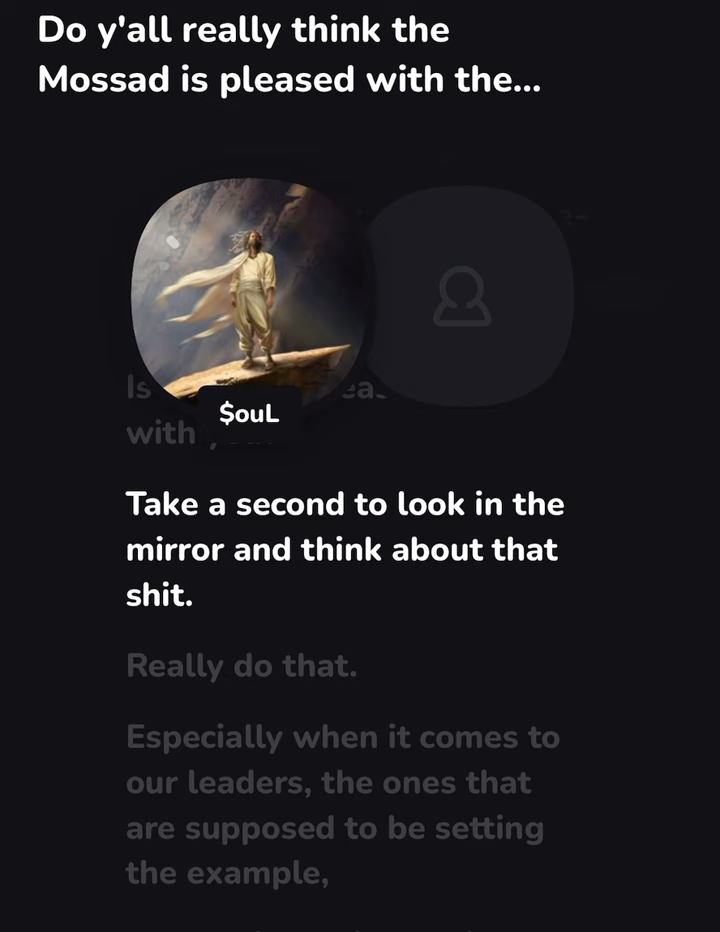 Do y'all really think the
Mossad is pleased with the...
Is
with
$ouL
Take a second to look in the
mirror and think about that
shit.
Really do that.
Especially when it comes to
our leaders, the ones that
are supposed to be setting
the example,